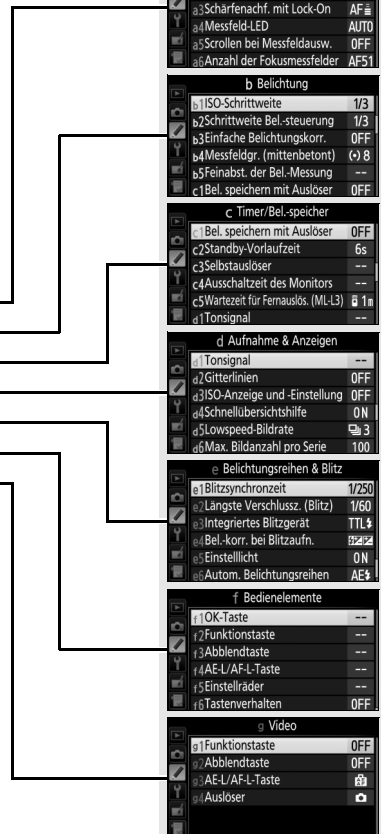 a3 Schärfenachf. mit Lock-On AF
a4 Messfeld-LED AUTO
a5 Scrollen bei Messfeldausw. OFF
a6 Anzahl der Fokusmessfelder AF51
b Belichtung
b1 ISO-Schrittweite 1/3
b2 Schrittweite Bel.-steuerung 1/3
b3 Einfache Belichtungskorr. OFF
b4 Messfeldgr. (mittenbetont) (•) 8
b5 Feinabst. der Bel.-Messung --
c1 Bel. speichern mit Auslöser OFF
c Timer/Bel.-speicher
c1 Bel. speichern mit Auslöser OFF
c2 Standby-Vorlaufzeit 6s
c3 Selbstauslöser --
c4 Ausschaltzeit des Monitors --
c5 Wartezeit für Fernauslös. (ML-L3) 1m
d1 Tonsignal --
d Aufnahme & Anzeigen
d1 Tonsignal --
d2 Gitterlinien OFF
d3 ISO-Anzeige und -Einstellung OFF
d4 Schnellübersichtshilfe ON
d5 Lowspeed-Bildrate 3
d6 Max. Bildanzahl pro Serie 100
e Belichtungsreihen & Blitz
e1 Blitzsynchronzeit 1/250
e2 Längste Verschlussz. (Blitz) 1/60
e3 Integriertes Blitzgerät TTL
e4 Bel.-korr. bei Blitzaufn.
e5 Einstelllicht ON
e6 Autom. Belichtungsreihen AE
f Bedienelemente
f1 OK-Taste --
f2 Funktionstaste --
f3 Abblendtaste --
f4 AE-L/AF-L-Taste --
f5 Einstellräder --
f6 Tastenverhalten OFF
g Video
g1 Funktionstaste OFF
g2 Abblendtaste OFF
g3 AE-L/AF-L-Taste
g4 Auslöser